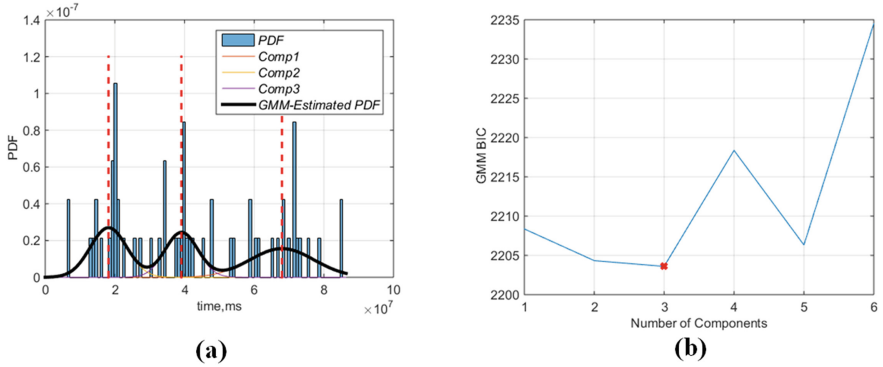 1.4 ×10⁻⁷
1.2
1
0.8
0.6
0.4
0.2
0
PDF
PDF
Comp1
Comp2
Comp3
GMM-Estimated PDF
0 2 4 6 8 10
time,ms ×10⁷
(a)
2235
2230
2225
2220
2215
2210
2205
2200
GMM BIC
1 2 3 4 5 6
Number of Components
(b)